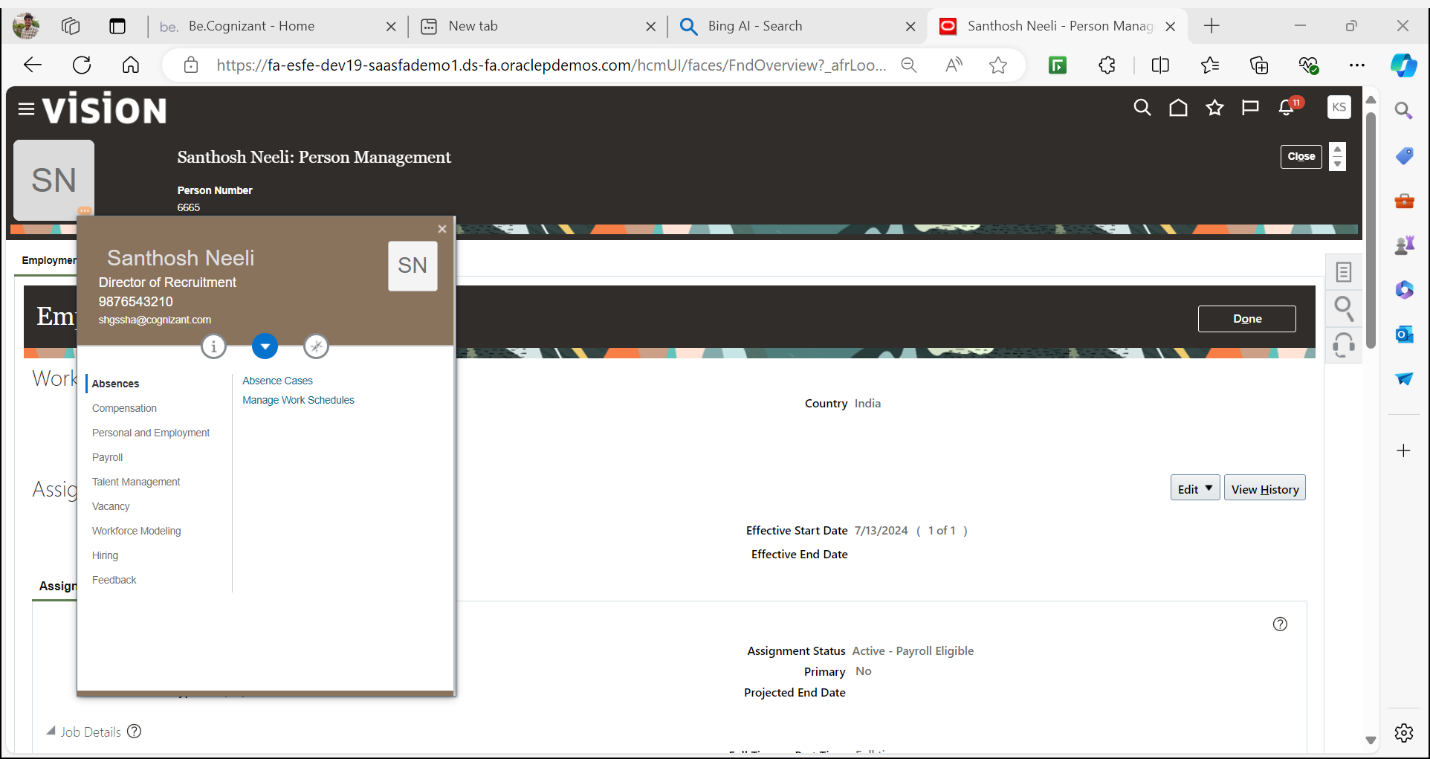 be. Be.Cognizant - Home
New tab
Bing AI - Search
Santhosh Neeli - Person Manag
https://fa-esfe-dev19-saasfademo1.ds-fa.oraclepdemos.com/hcmUI/faces/FndOverview?_afrLoo...
vision
11
KS
SN
Santhosh Neeli: Person Management
Close
Person Number
6665
Santhosh Neeli
SN
Director of Recruitment
9876543210
shgssha@cognizant.com
Employmer
Em
Done
Work
Absences
Absence Cases
Compensation
Manage Work Schedules
Personal and Employment
Payroll
Talent Management
Vacancy
Workforce Modeling
Hiring
Feedback
Country India
Assig
Edit
View History
Effective Start Date 7/13/2024 ( 1 of 1 )
Effective End Date
Assign
Assignment Status Active - Payroll Eligible
Primary No
Projected End Date
Job Details